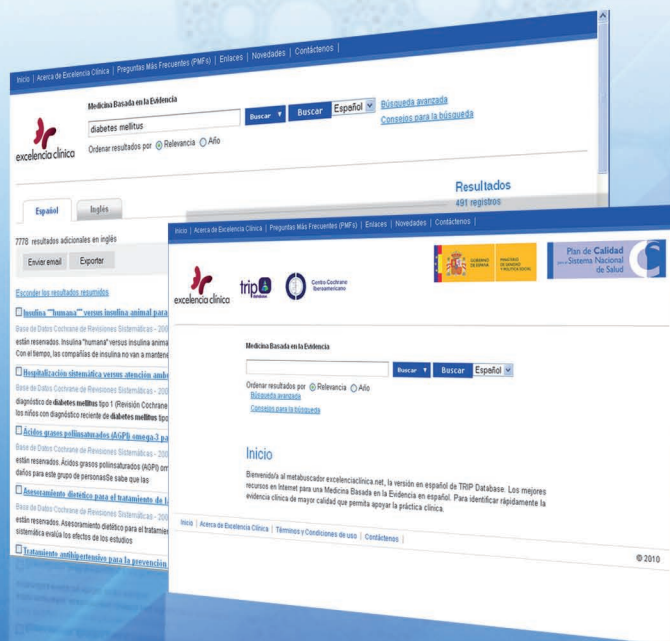 Inicio | Acerca de Excelencia Clínica | Preguntas Más Frecuentes (PMFs) | Enlaces | Novedades | Contáctenos |
excelencia clínica
Medicina Basada en la Evidencia
diabetes mellitus
Buscar
Buscar
Español
Búsqueda avanzada
Consejos para la búsqueda
Ordenar resultados por Relevancia Año
Español
Inglés
Resultados
491 registros
7778 resultados adicionales en inglés
Enviar email
Exportar
Esconder los resultados resumidos
Insulina "humana" versus insulina animal para
Base de Datos Cochrane de Revisiones Sistemáticas - 200
están reservados. Insulina "humana" versus insulina anima
Con el tiempo, las compañías de insulina no van a mantene
Hospitalización sistemática versus atención amb
Base de Datos Cochrane de Revisiones Sistemáticas - 200
diagnóstico de diabetes mellitus tipo 1 (Revisión Cochrane
los niños con diagnóstico reciente de diabetes mellitus tipo
Ácidos grasos poliinsaturados (AGPI) omega-3 pa
Base de Datos Cochrane de Revisiones Sistemáticas - 200
están reservados. Ácidos grasos poliinsaturados (AGPI) om
daños para este grupo de personasSe sabe que las
Asesoramiento dietético para el tratamiento de l
Base de Datos Cochrane de Revisiones Sistemáticas - 200
están reservados. Asesoramiento dietético para el tratamie
sistemática evalúa los efectos de los estudios
Tratamiento antihipertensivo para la prevención
Inicio | Acerca de Excelencia Clínica | Preguntas Más Frecuentes (PMFs) | Enlaces | Novedades | Contáctenos |
excelencia clínica
trip
Centro Cochrane
Iberoamericano
GOBIERNO
DE ESPAÑA
MINISTERIO
DE SANIDAD
Y POLÍTICA SOCIAL
Plan de Calidad
para el Sistema Nacional
de Salud
Medicina Basada en la Evidencia
Buscar
Buscar
Español
Ordenar resultados por Relevancia Año
Búsqueda avanzada
Consejos para la búsqueda
Inicio
Bienvenido/a al metabuscador excelenciaclinica.net, la versión en español de TRIP Database. Los mejores
recursos en Internet para una Medicina Basada en la Evidencia en español. Para identificar rápidamente la
evidencia clínica de mayor calidad que permita apoyar la práctica clínica.
Inicio | Acerca de Excelencia Clínica | Términos y Condiciones de uso | Contáctenos |
© 2010